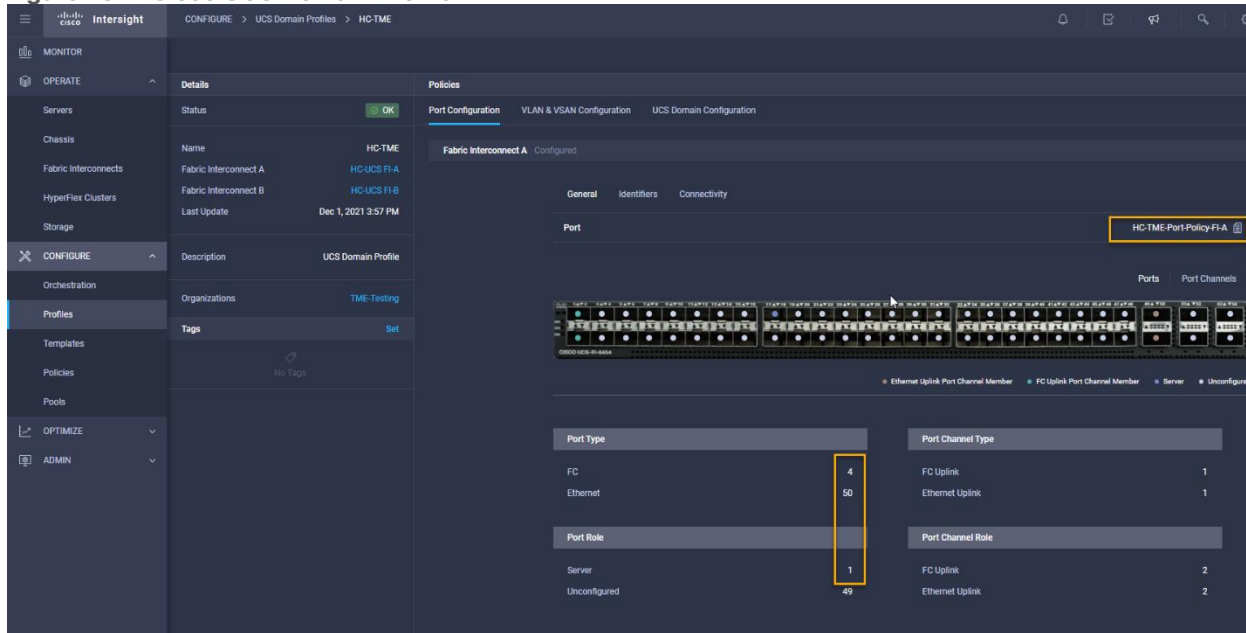 cisco Intersight
CONFIGURE > UCS Domain Profiles > HC-TME
MONITOR
OPERATE
Servers
Chassis
Fabric Interconnects
HyperFlex Clusters
Storage
CONFIGURE
Orchestration
Profiles
Templates
Policies
Pools
OPTIMIZE
ADMIN
Details
Status OK
Name HC-TME
Fabric Interconnect A HC-UCS FI-A
Fabric Interconnect B HC-UCS FI-B
Last Update Dec 1, 2021 3:57 PM
Description UCS Domain Profile
Organizations TME-Testing
Tags Set
No Tags
Policies
Port Configuration VLAN & VSAN Configuration UCS Domain Configuration
Fabric Interconnect A Configured
General Identifiers Connectivity
Port HC-TME-Port-Policy-FI-A
Ports Port Channels
CISCO UCS-FI-6454
Ethernet Uplink Port Channel Member FC Uplink Port Channel Member Server Unconfigure
Port Type
FC 4
Ethernet 50
Port Role
Server 1
Unconfigured 49
Port Channel Type
FC Uplink 1
Ethernet Uplink 1
Port Channel Role
FC Uplink 2
Ethernet Uplink 2